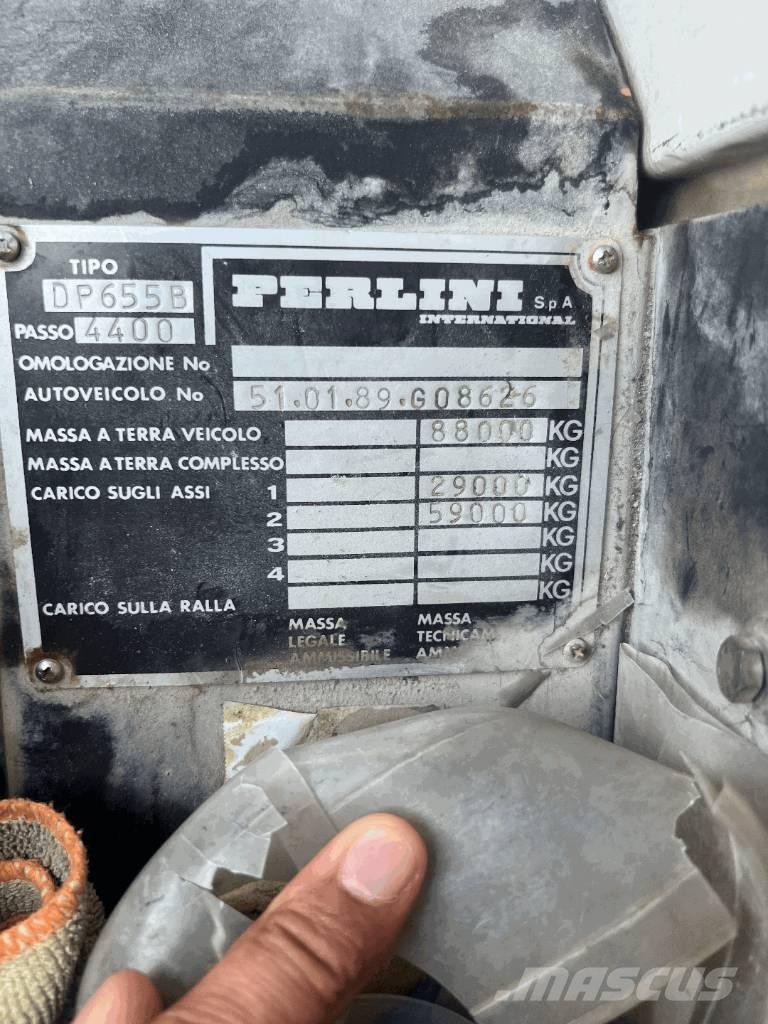 TIPO
DP655B
PASSO 4400
PERLINI SpA
INTERNATIONAL
OMOLOGAZIONE No
AUTOVEICOLO No 51.01.89.G08626
MASSA A TERRA VEICOLO 88000 KG
MASSA A TERRA COMPLESSO KG
CARICO SUGLI ASSI 1 29000 KG
2 59000 KG
3 KG
4 KG
CARICO SULLA RALLA KG
MASSA LEGALE AMMISSIBILE
MASSA
MASCUS